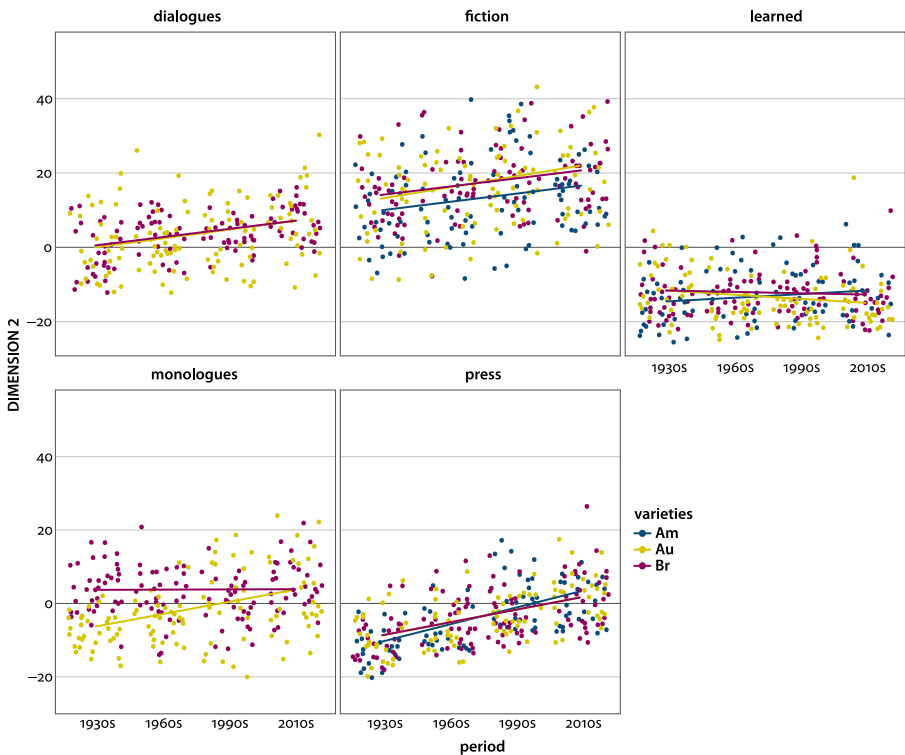 dialogues
fiction
learned
40
20
0
−20
1930s 1960s 1990s 2010s
DIMENSION 2
monologues
press
40
20
0
−20
varieties
Am
Au
Br
1930s 1960s 1990s 2010s
1930s 1960s 1990s 2010s
period